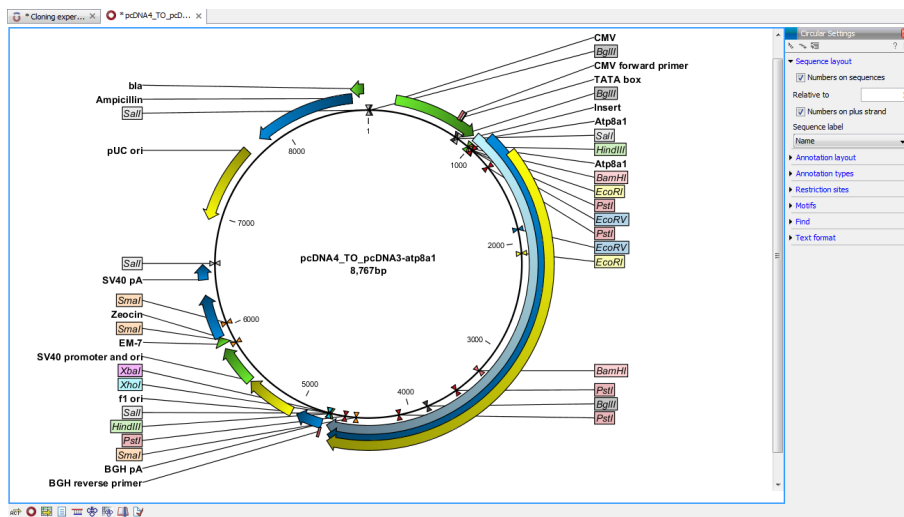 * Cloning exper...
*pcDNA4_TO_pcD...
CMV
BglII
CMV forward primer
TATA box
BglII
Insert
Atp8a1
SalI
HindIII
Atp8a1
BamHI
EcoRI
PstI
EcoRV
PstI
EcoRV
EcoRI
BamHI
PstI
BglII
PstI
bla
Ampicillin
SalI
pUC ori
SalI
SV40 pA
SmaI
Zeocin
SmaI
EM-7
SV40 promoter and ori
XbaI
XhoI
f1 ori
SalI
HindIII
PstI
SmaI
BGH pA
BGH reverse primer
1
1000
2000
3000
4000
5000
6000
7000
8000
pcDNA4_TO_pcDNA3-atp8a1
8,767bp
Circular Settings
?
Sequence layout
Numbers on sequences
Relative to
Numbers on plus strand
Sequence label
Name
Annotation layout
Annotation types
Restriction sites
Motifs
Find
Text format